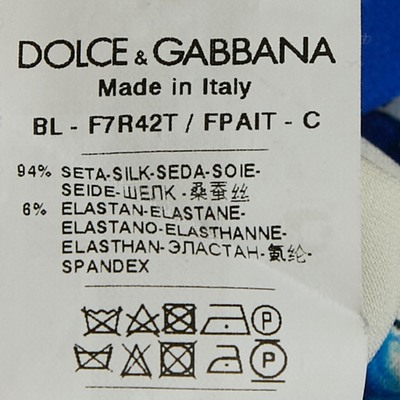 DOLCE & GABBANA
Made in Italy
BL - F7R42T / FPAIT - C
94% SETA-SILK-SEDA-SOIE-
SEIDE-ШЕЛК-桑蚕丝
6% ELASTAN-ELASTANE-
ELASTANO-ELASTHANNE-
ELASTHAN-ЭЛАСТАН-氨纶-
SPANDEX
P
P